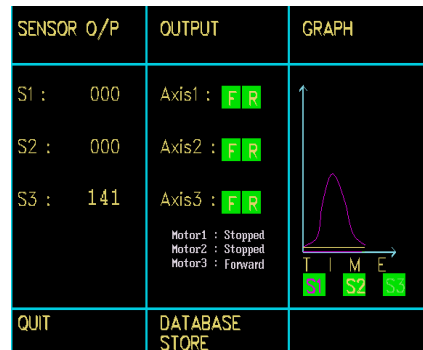 SENSOR O/P
OUTPUT
GRAPH
S1 : 000
S2 : 000
S3 : 141
Axis1 : F R
Axis2 : F R
Axis3 : F R
Motor1 : Stopped
Motor2 : Stopped
Motor3 : Forward
T I M E
S1 S2 S3
QUIT
DATABASE
STORE